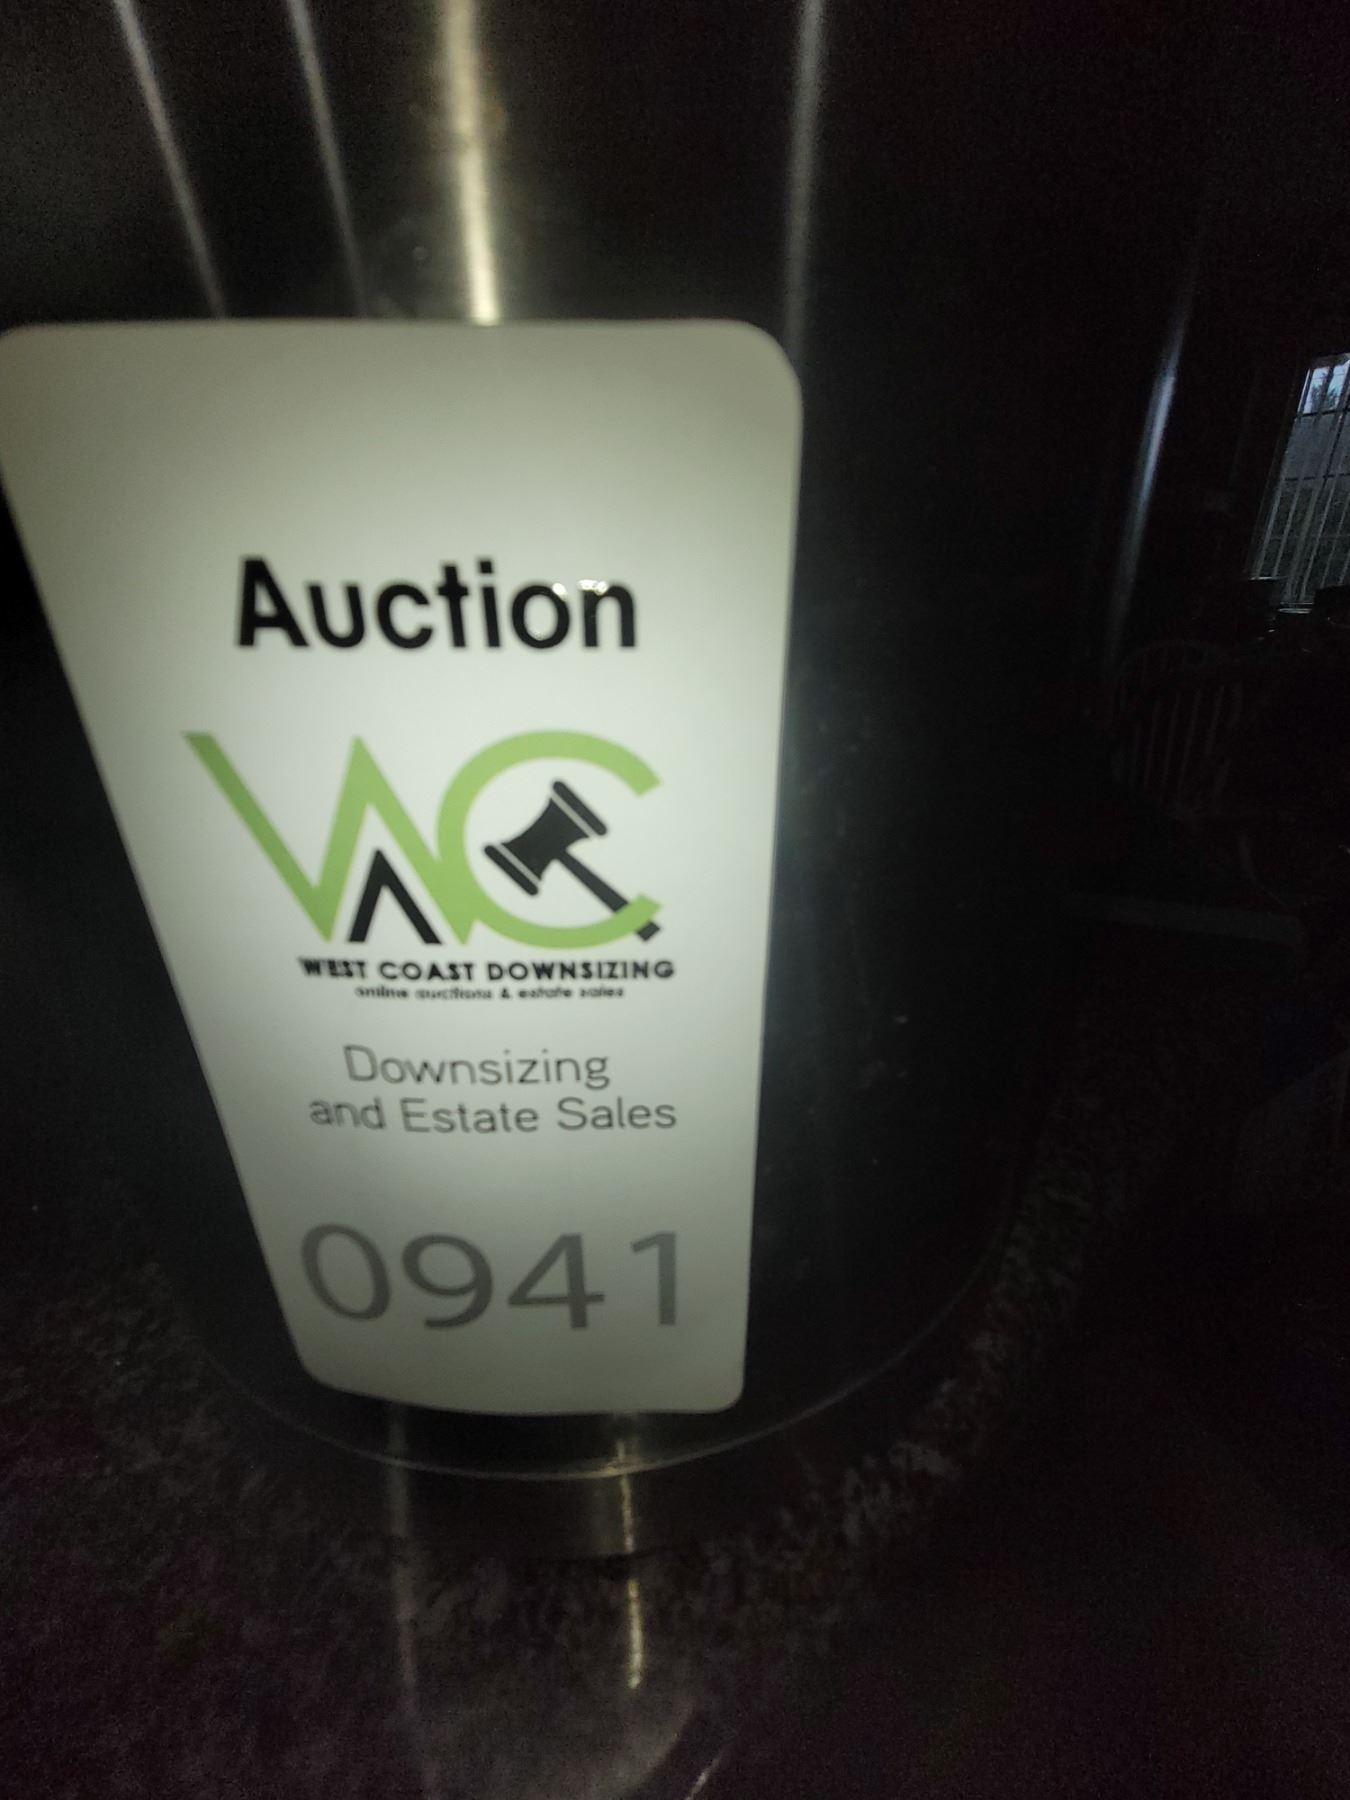 Auction
WC
WEST COAST DOWNSIZING
online auctions & estate sales
Downsizing
and Estate Sales
0941